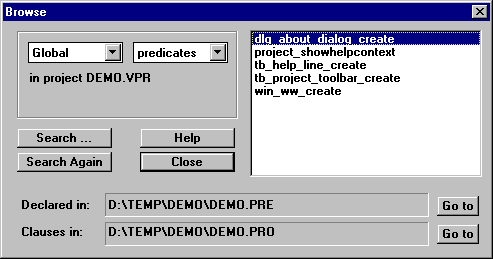 Browse
Global predicates
in project DEMO.VPR
Search ... Help
Search Again Close
dlg_about_dialog_create
project_showhelpcontext
tb_help_line_create
tb_project_toolbar_create
win_ww_create
Declared in: D:\TEMP\DEMO\DEMO.PRE Go to
Clauses in: D:\TEMP\DEMO\DEMO.PRO Go to